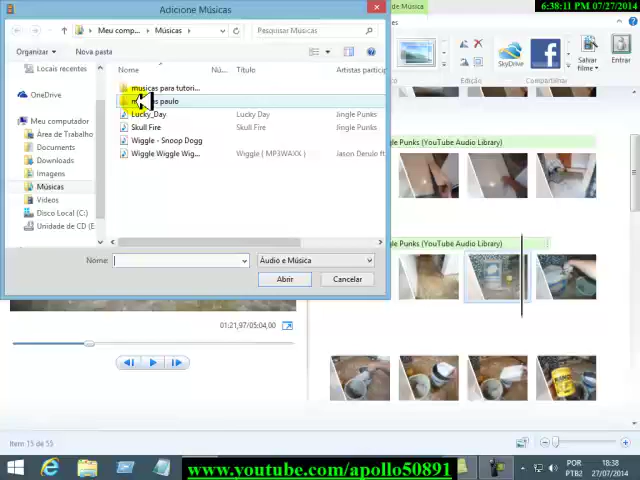 Adicione Músicas
de Música
6:38:11 PM 07/27/2014
Meu comp... ▸ Músicas ▸
Pesquisar Músicas
Organizar
Nova pasta
SkyDrive
Salvar filme
Entrar
Compartilhar
Nome
Nº
Título
Artistas particip
Locais recentes
OneDrive
Meu computador
Área de Trabalho
Documents
Downloads
Imagens
Músicas
Vídeos
Disco Local (C:)
Unidade de CD (E
musicas para tutori...
Lucky_Day
Lucky Day
Jingle Punks
Skull Fire
Skull Fire
Jingle Punks
Wiggle - Snoop Dogg
Wiggle Wiggle Wig...
Wiggle ( MP3WAXX )
Jason Derulo ft
gle Punks (YouTube Audio Library)
gle Punks (YouTube Audio Library)
Nome:
Áudio e Música
Abrir
Cancelar
01:21,97/05:04,00
Item 15 de 55
www.youtube.com/apollo50891
POR
PTB2
18:38
27/07/2014